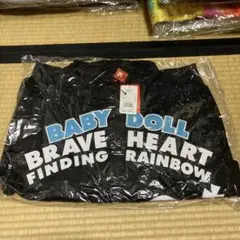 BABY DOLL
BRAVE HEART
FINDING RAINBOW